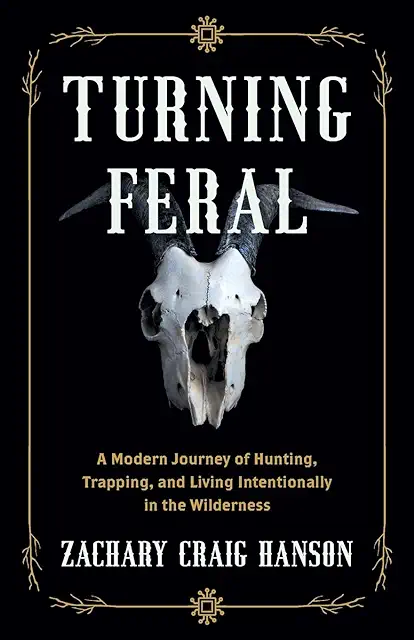 TURNING
FERAL
A Modern Journey of Hunting,
Trapping, and Living Intentionally
in the Wilderness
ZACHARY CRAIG HANSON